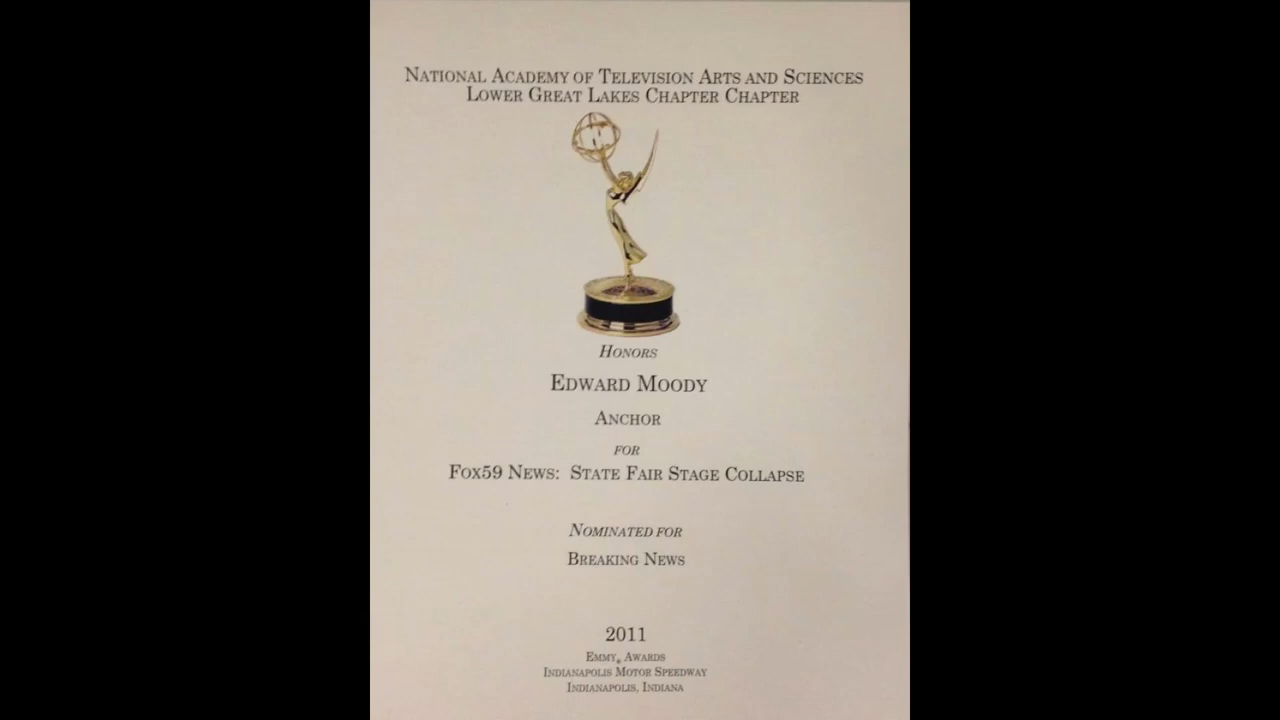 National Academy of Television Arts and Sciences
Lower Great Lakes Chapter Chapter
Honors
Edward Moody
Anchor
for
Fox59 News: State Fair Stage Collapse
Nominated for
Breaking News
2011
Emmy® Awards
Indianapolis Motor Speedway
Indianapolis, Indiana